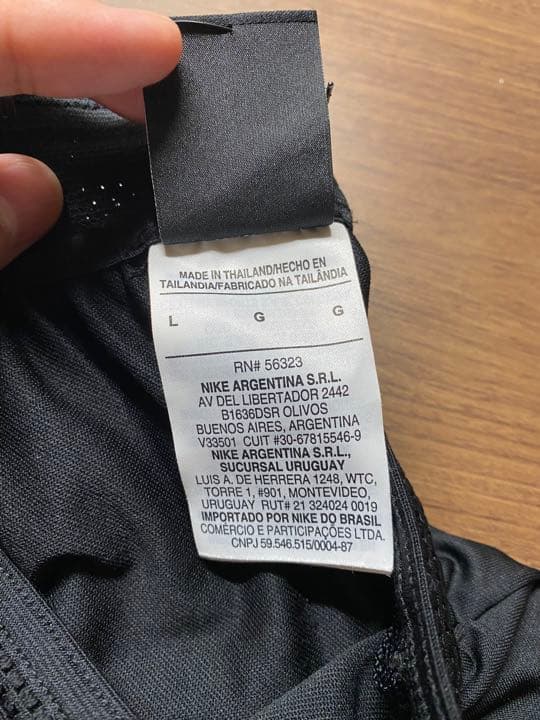 MADE IN THAILAND/HECHO EN
TAILANDIA/FABRICADO NA TAILÂNDIA
L G G
RN# 56323
NIKE ARGENTINA S.R.L.
AV DEL LIBERTADOR 2442
B1636DSR OLIVOS
BUENOS AIRES, ARGENTINA
V33501 CUIT #30-67815546-9
NIKE ARGENTINA S.R.L.,
SUCURSAL URUGUAY
LUIS A. DE HERRERA 1248, WTC,
TORRE 1, #901, MONTEVIDEO,
URUGUAY RUT# 21 324024 0019
IMPORTADO POR NIKE DO BRASIL
COMÉRCIO E PARTICIPAÇÕES LTDA.
CNPJ 59.546.515/0004-87